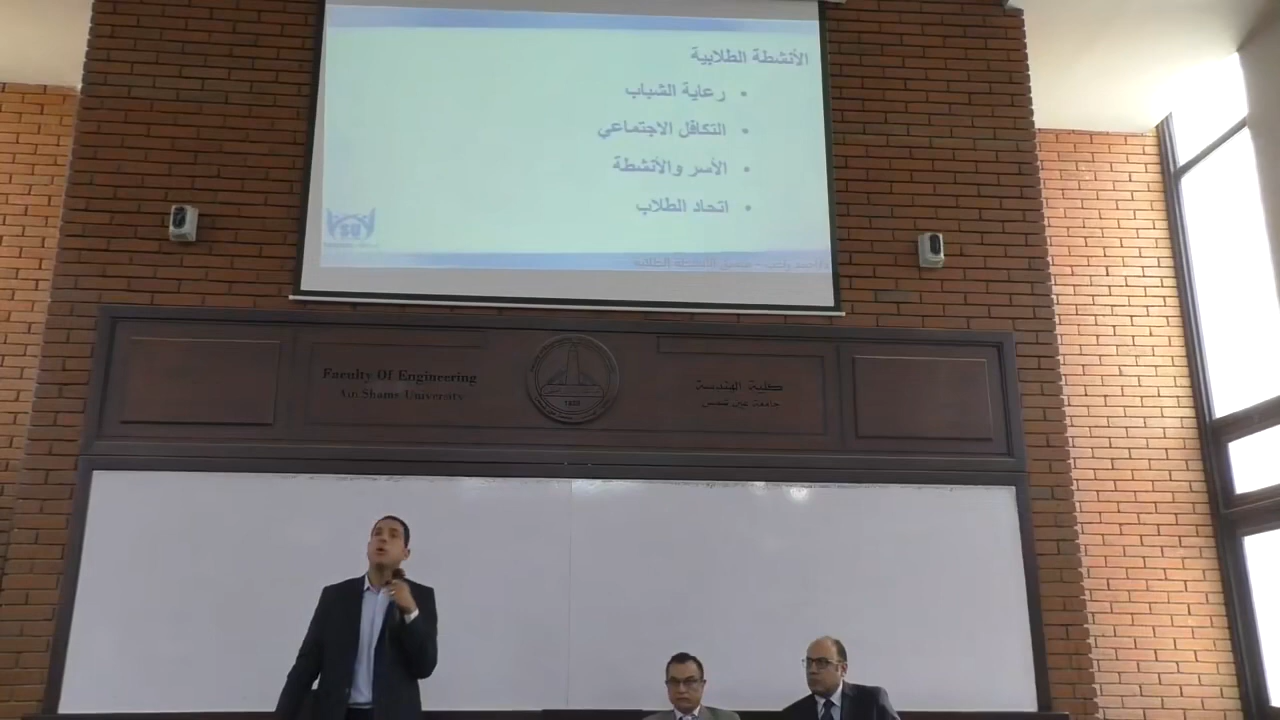 الأنشطة الطلابية
• رعاية الشباب
• التكافل الاجتماعي
• الأسر والأنشطة
• اتحاد الطلاب
SU
Faculty Of Engineering
Ain Shams University
كلية الهندسة
جامعة عين شمس